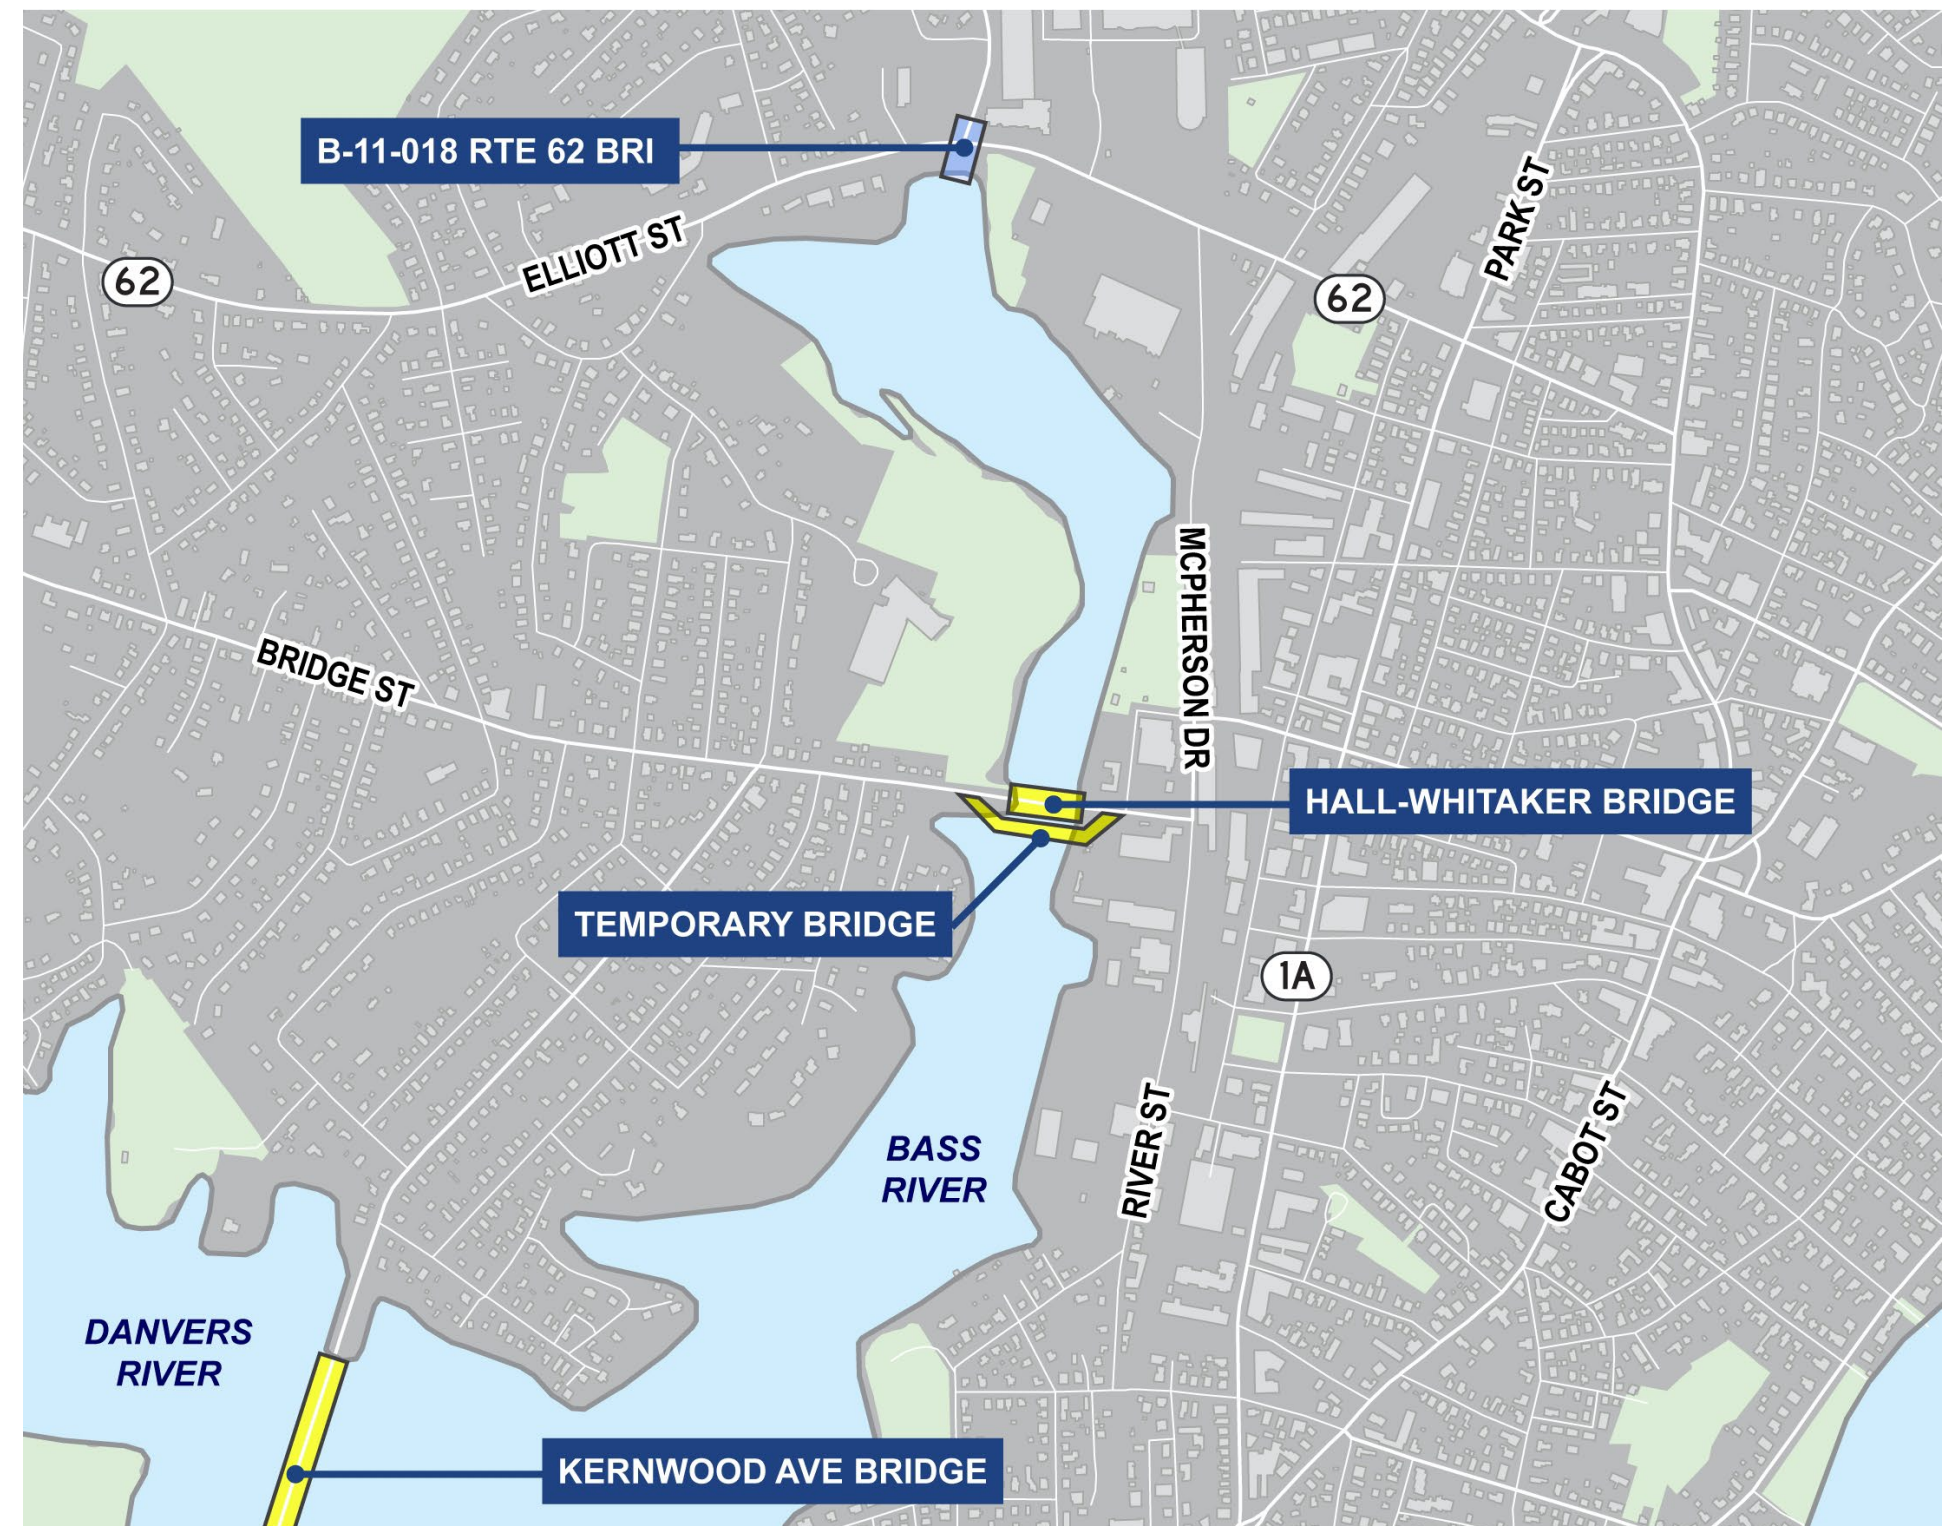 B-11-018 RTE 62 BRI
ELLIOTT ST
PARK ST
62
62
MCPHERSON DR
BRIDGE ST
HALL-WHITAKER BRIDGE
TEMPORARY BRIDGE
1A
BASS
RIVER
RIVER ST
CABOT ST
DANVERS
RIVER
KERNWOOD AVE BRIDGE